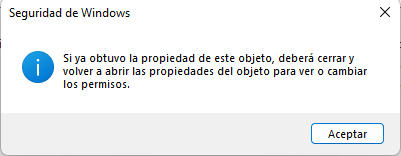 Seguridad de Windows
Si ya obtuvo la propiedad de este objeto, deberá cerrar y
volver a abrir las propiedades del objeto para ver o cambiar
los permisos.
Aceptar